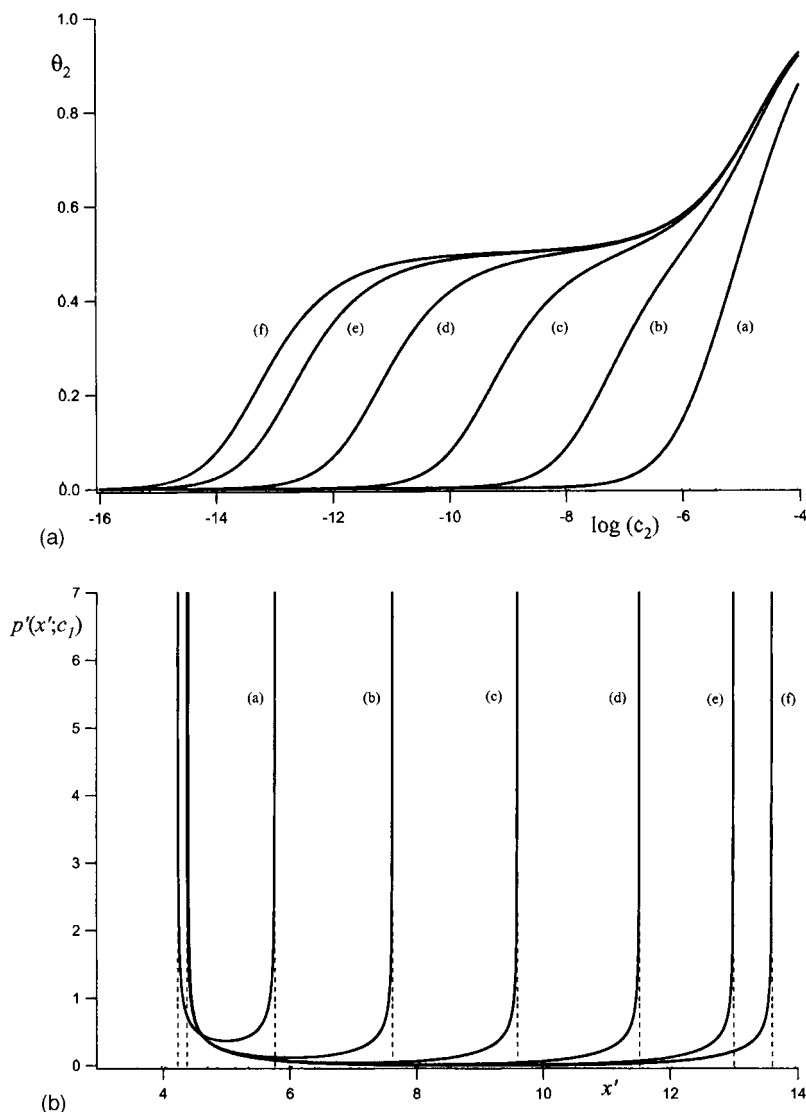 1.0
θ₂
0.8
0.6
0.4
0.2
0.0
(f) (e) (d) (c) (b) (a)
-16 -14 -12 -10 -8 -6 -4
log (c₂)
(a)
7
p'(x';c₁)
6
5
4
3
2
1
0
(a) (b) (c) (d) (e) (f)
4 6 8 10 12 14
x'
(b)